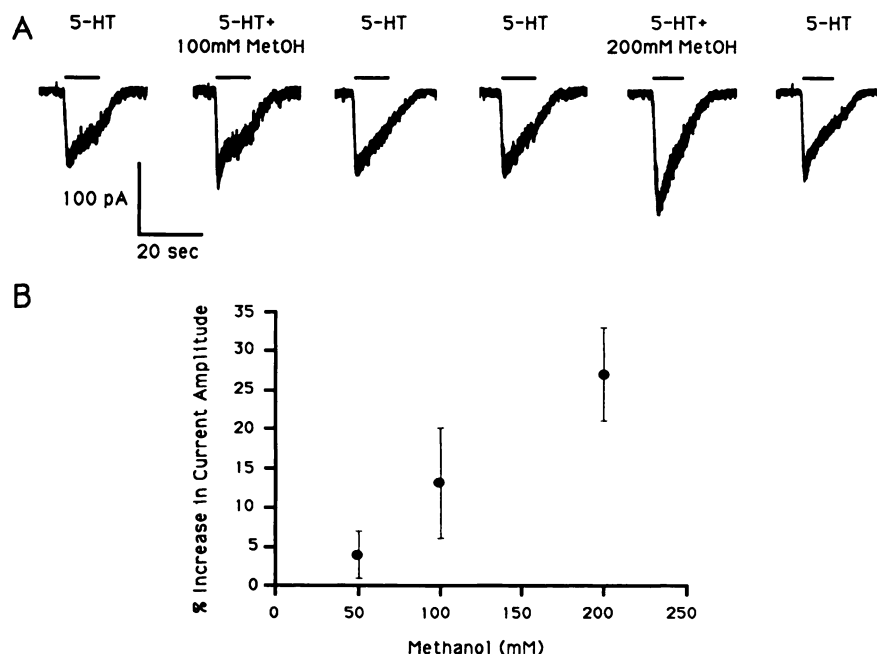 A
5-HT
5-HT+
100mM MetOH
5-HT
5-HT
5-HT+
200mM MetOH
5-HT
100 pA
20 sec
B
% Increase in Current Amplitude
35
30
25
20
15
10
5
0
0
50
100
150
200
250
Methanol (mM)